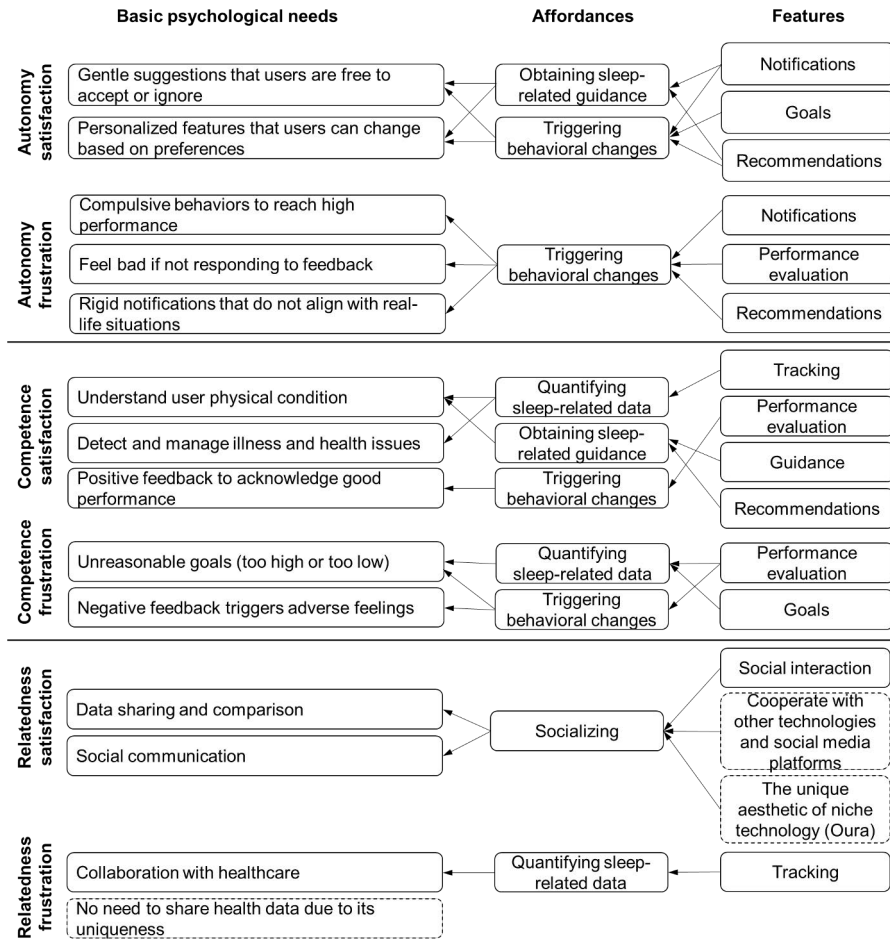 Basic psychological needs
Affordances
Features
Autonomy
satisfaction
Gentle suggestions that users are free to
accept or ignore
Personalized features that users can change
based on preferences
Obtaining sleep-
related guidance
Triggering
behavioral changes
Notifications
Goals
Recommendations
Autonomy
frustration
Compulsive behaviors to reach high
performance
Feel bad if not responding to feedback
Rigid notifications that do not align with real-
life situations
Triggering
behavioral changes
Notifications
Performance
evaluation
Recommendations
Competence
satisfaction
Understand user physical condition
Detect and manage illness and health issues
Positive feedback to acknowledge good
performance
Quantifying
sleep-related data
Obtaining sleep-
related guidance
Triggering
behavioral changes
Tracking
Performance
evaluation
Guidance
Recommendations
Competence
frustration
Unreasonable goals (too high or too low)
Negative feedback triggers adverse feelings
Quantifying
sleep-related data
Triggering
behavioral changes
Performance
evaluation
Goals
Relatedness
satisfaction
Data sharing and comparison
Social communication
Socializing
Social interaction
Cooperate with
other technologies
and social media
platforms
The unique
aesthetic of niche
technology (Oura)
Relatedness
frustration
Collaboration with healthcare
No need to share health data due to its
uniqueness
Quantifying sleep-
related data
Tracking